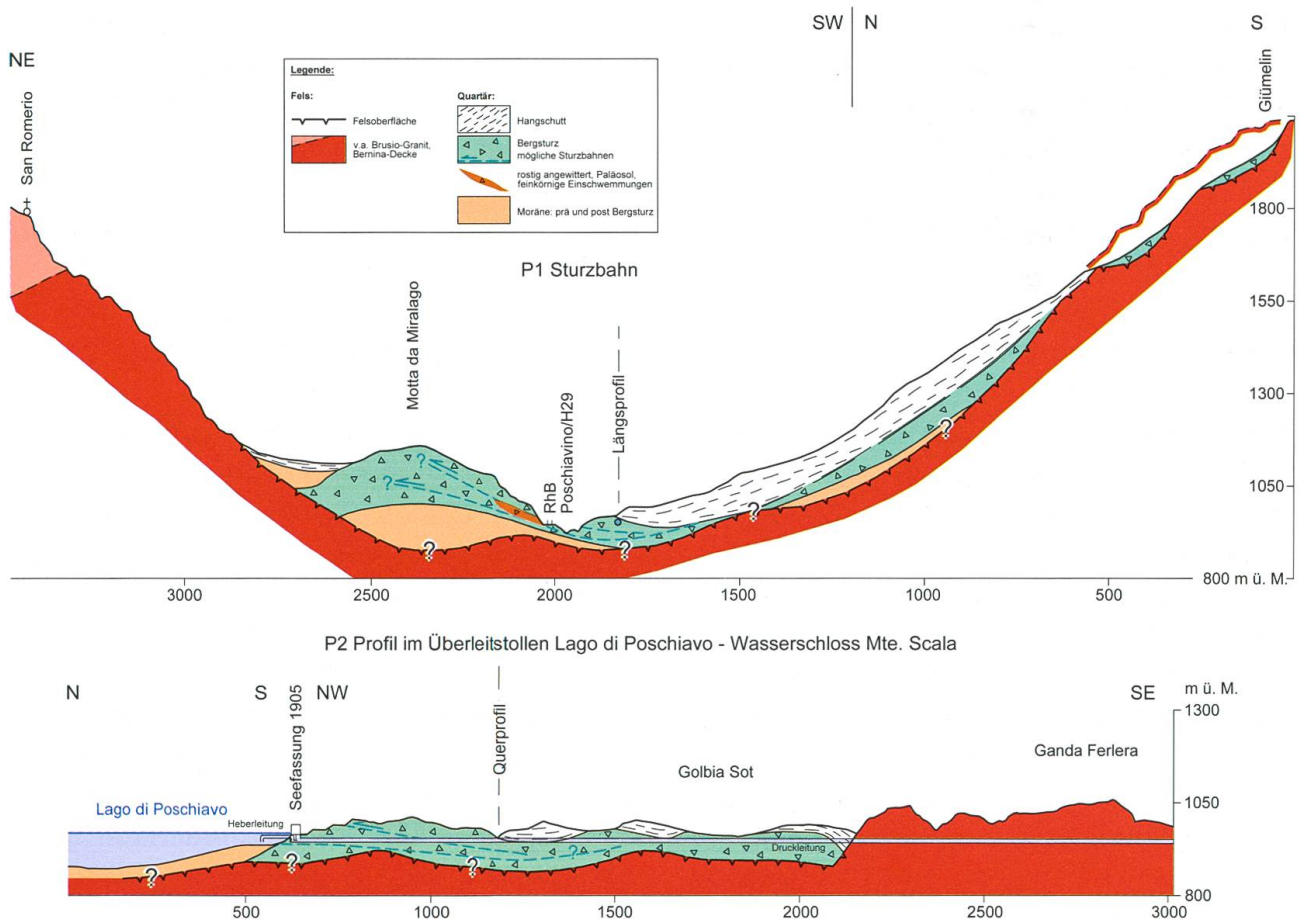 SW
N
S
NE
San Romerio
Giümelin
Legende:
Fels:
Felsoberfläche
v.a. Brusio-Granit,
Bernina-Decke
Quartär:
Hangschutt
Bergsturz
mögliche Sturzbahnen
rostig angewittert, Paläosol,
feinkörnige Einschwemmungen
Moräne: prä und post Bergsturz
P1 Sturzbahn
Motta da Miralago
RhB
Poschiavino/H29
Längsprofil
?
?
?
?
?
?
1800
1550
1300
1050
800 m ü. M.
3000
2500
2000
1500
1000
500
P2 Profil im Überleitstollen Lago di Poschiavo - Wasserschloss Mte. Scala
N
S
NW
SE
m ü. M.
Seefassung 1905
Querprofil
1300
Ganda Ferlera
Golbia Sot
Lago di Poschiavo
Heberleitung
1050
Druckleitung
?
?
?
?
800
500
1000
1500
2000
2500
3000